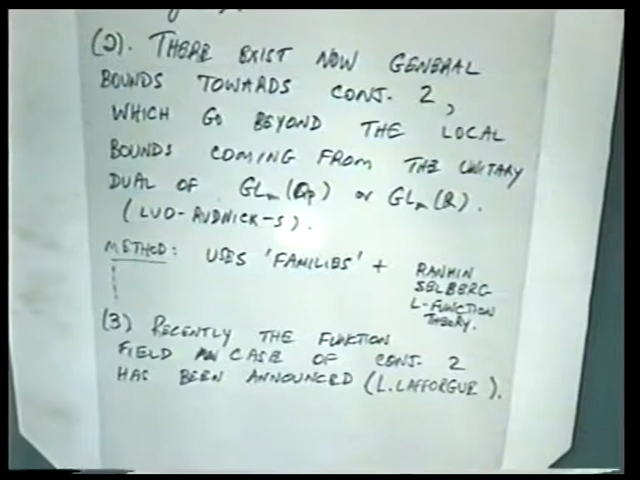 (2). THERE EXIST NOW GENERAL
BOUNDS TOWARDS CONJ. 2,
WHICH GO BEYOND THE LOCAL
BOUNDS COMING FROM THE UNITARY
DUAL OF GLm(Qp) or GLm(R).
(LUO-RUDNICK-S).
METHOD: USES 'FAMILIES' + RANKIN
SELBERG
L-FUNCTION
THEORY.
(3) RECENTLY THE FUNCTION
FIELD CASE OF CONJ. 2
HAS BEEN ANNOUNCED (L.LAFFORGUE).